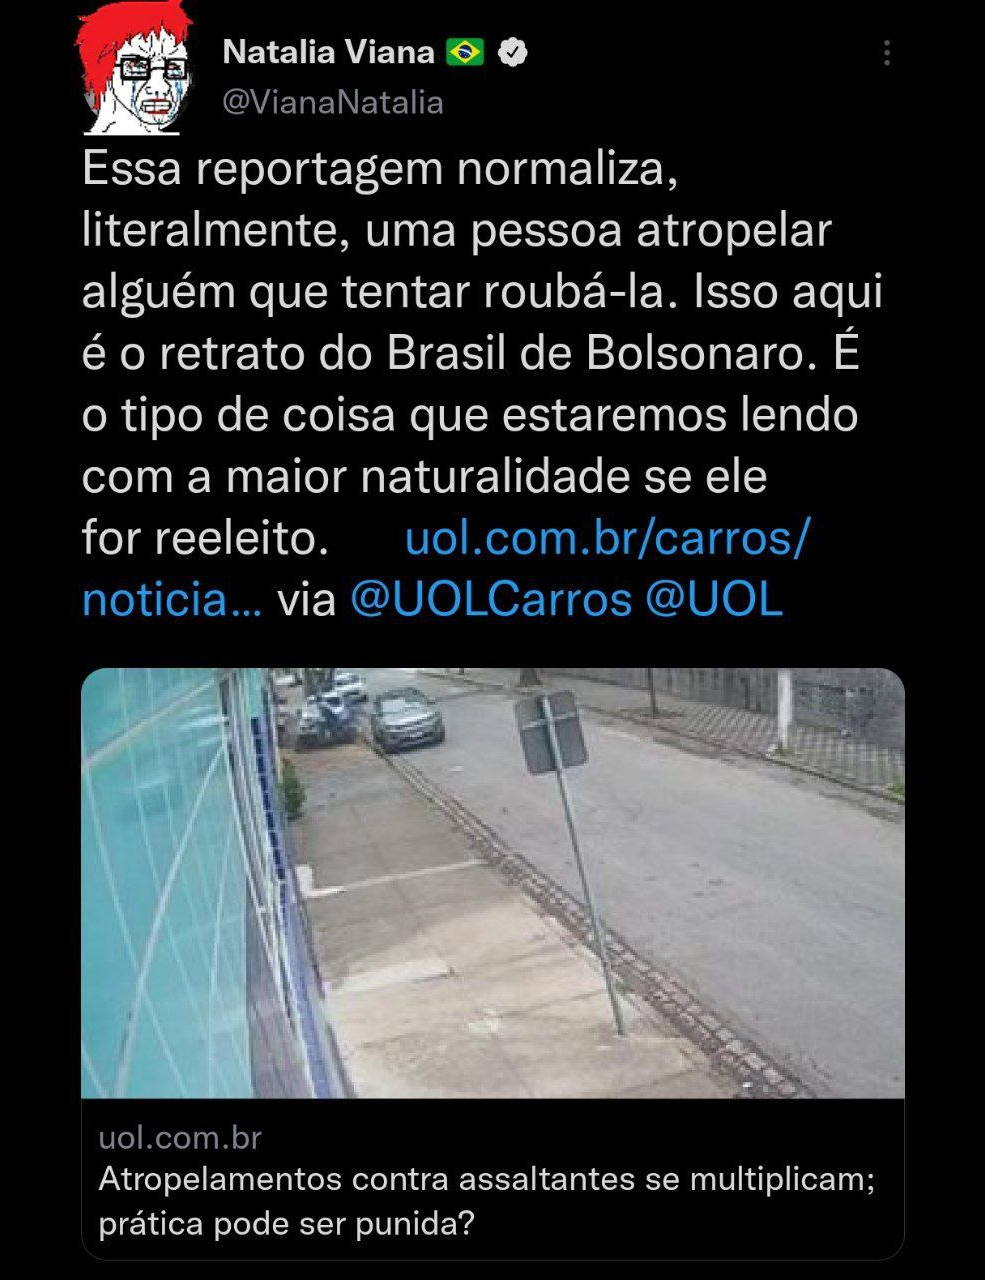 Natalia Viana 🇧🇷
@VianaNatalia
Essa reportagem normaliza,
literalmente, uma pessoa atropelar
alguém que tentar roubá-la. Isso aqui
é o retrato do Brasil de Bolsonaro. É
o tipo de coisa que estaremos lendo
com a maior naturalidade se ele
for reeleito. uol.com.br/carros/
noticia... via @UOLCarros @UOL
uol.com.br
Atropelamentos contra assaltantes se multiplicam;
prática pode ser punida?